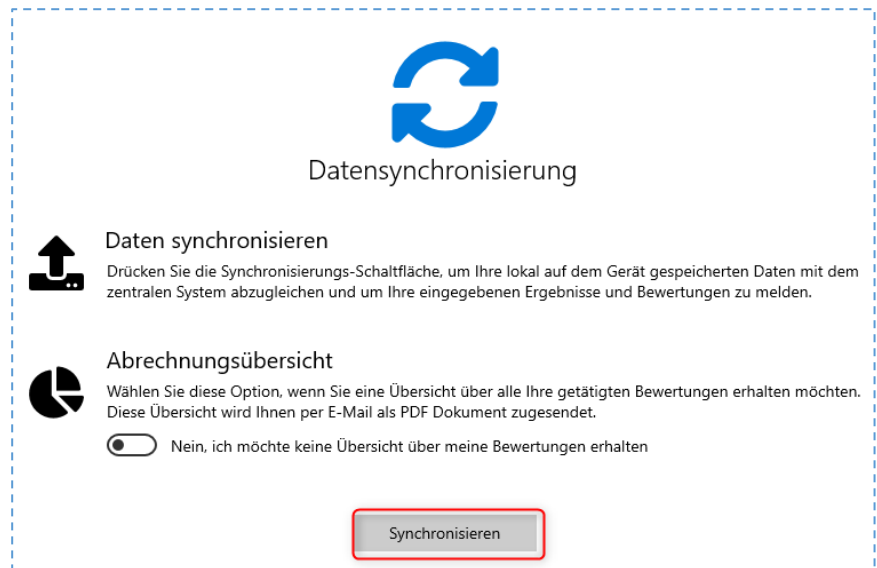 Datensynchronisierung
Daten synchronisieren
Drücken Sie die Synchronisierungs-Schaltfläche, um Ihre lokal auf dem Gerät gespeicherten Daten mit dem
zentralen System abzugleichen und um Ihre eingegebenen Ergebnisse und Bewertungen zu melden.
Abrechnungsübersicht
Wählen Sie diese Option, wenn Sie eine Übersicht über alle Ihre getätigten Bewertungen erhalten möchten.
Diese Übersicht wird Ihnen per E-Mail als PDF Dokument zugesendet.
Nein, ich möchte keine Übersicht über meine Bewertungen erhalten
Synchronisieren